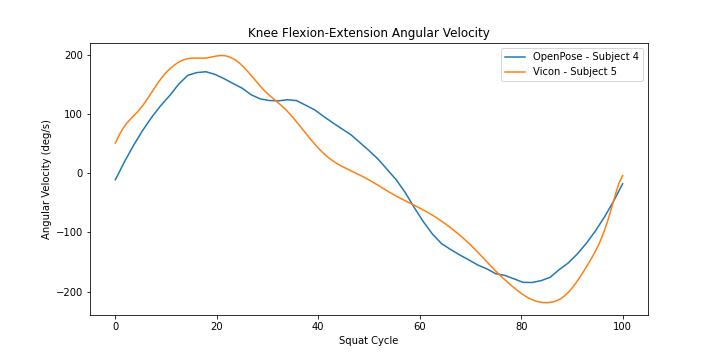 Knee Flexion-Extension Angular Velocity
OpenPose - Subject 4
Vicon - Subject 5
Angular Velocity (deg/s)
200
100
0
−100
−200
0 20 40 60 80 100
Squat Cycle